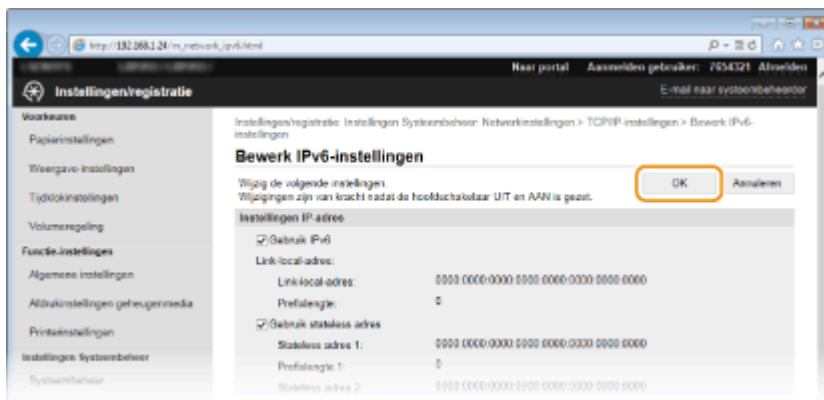 http://192.168.1.24/m_network_ipv6.html
Naar portal Aanmelden gebruiker: 7654321 Afmelden
Instellingen/registratie
E-mail naar systeembeheerder
Voorkeuren
Papierinstellingen
Weergave-instellingen
Tijdklokinstellingen
Volumeregeling
Functie-instellingen
Algemene instellingen
Afdrukinstellingen geheugenmedia
Printerinstellingen
Instellingen Systeembeheer
Systeembeheer
Instellingen/registratie: Instellingen Systeembeheer: Netwerkinstellingen > TCP/IP-instellingen > Bewerk IPv6-
instellingen
Bewerk IPv6-instellingen
Wijzig de volgende instellingen.
Wijzigingen zijn van kracht nadat de hoofdschakelaar UIT en AAN is gezet.
OK Annuleren
Instellingen IP-adres
Gebruik IPv6
Link-local-adres:
Link-local-adres: 0000:0000:0000:0000:0000:0000:0000:0000
Prefixlengte: 0
Gebruik stateless adres
Stateless adres 1: 0000:0000:0000:0000:0000:0000:0000:0000
Prefixlengte 1: 0
Stateless adres 2: 0000:0000:0000:0000:0000:0000:0000:0000